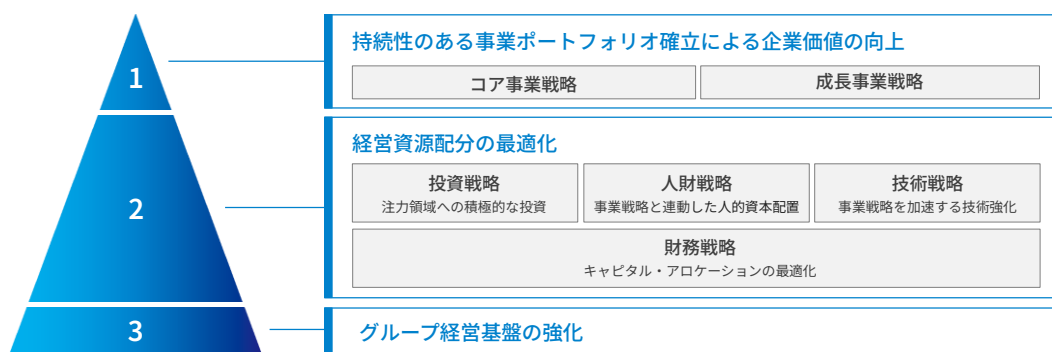 1
持続性のある事業ポートフォリオ確立による企業価値の向上
コア事業戦略
成長事業戦略
2
経営資源配分の最適化
投資戦略
注力領域への積極的な投資
人財戦略
事業戦略と連動した人的資本配置
技術戦略
事業戦略を加速する技術強化
財務戦略
キャピタル・アロケーションの最適化
3
グループ経営基盤の強化